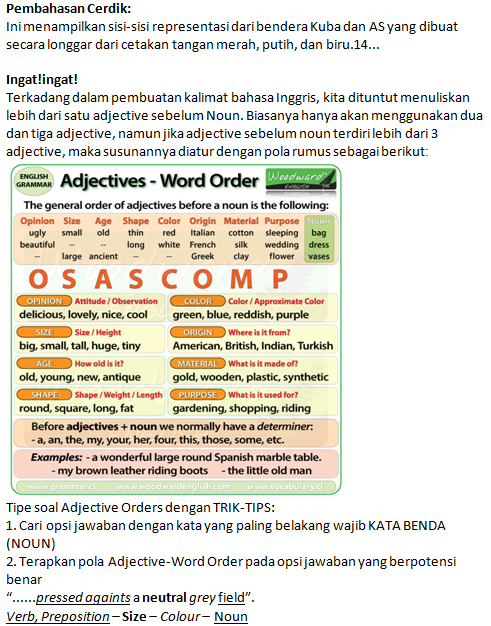 Pembahasan Cerdik:
Ini menampilkan sisi-sisi representasi dari bendera Kuba dan AS yang dibuat
secara longgar dari cetakan tangan merah, putih, dan biru.14...
Ingat!ingat!
Terkadang dalam pembuatan kalimat bahasa Inggris, kita dituntut menuliskan
lebih dari satu adjective sebelum Noun. Biasanya hanya akan menggunakan dua
dan tiga adjective, namun jika adjective sebelum noun terdiri lebih dari 3
adjective, maka susunannya diatur dengan pola rumus sebagai berikut:
ENGLISH
GRAMMAR
Adjectives - Word Order
Woodward
ENGLISH
The general order of adjectives before a noun is the following:
Opinion Size Age Shape Color Origin Material Purpose Noun
ugly small old thin red Italian cotton sleeping bag
beautiful -- -- long white French silk wedding dress
-- large ancient -- -- Greek clay flower vases
O S A S C O M P
OPINION Attitude / Observation
delicious, lovely, nice, cool
COLOR Color / Approximate Color
green, blue, reddish, purple
SIZE Size / Height
big, small, tall, huge, tiny
ORIGIN Where is it from?
American, British, Indian, Turkish
AGE How old is it?
old, young, new, antique
MATERIAL What is it made of?
gold, wooden, plastic, synthetic
SHAPE Shape / Weight / Length
round, square, long, fat
PURPOSE What is it used for?
gardening, shopping, riding
Before adjectives + noun we normally have a determiner:
- a, an, the, my, your, her, four, this, those, some, etc.
Examples: - a wonderful large round Spanish marble table.
- my brown leather riding boots - the little old man
www.grammar.cl www.woodwardenglish.com www.vocabulary.cl
Tipe soal Adjective Orders dengan TRIK-TIPS:
1. Cari opsi jawaban dengan kata yang paling belakang wajib KATA BENDA
(NOUN)
2. Terapkan pola Adjective-Word Order pada opsi jawaban yang berpotensi
benar
“......pressed againts a neutral grey field”.
Verb, Preposition – Size – Colour – Noun